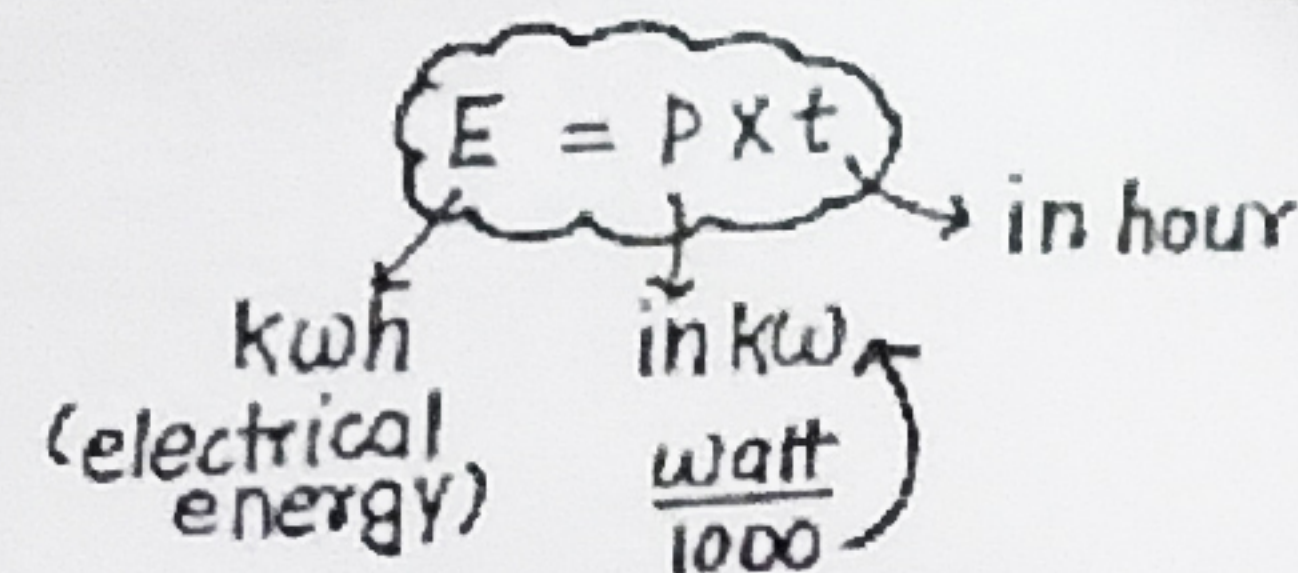 E = P X t
in hour
kwh
(electrical
energy)
in kw
watt
1000